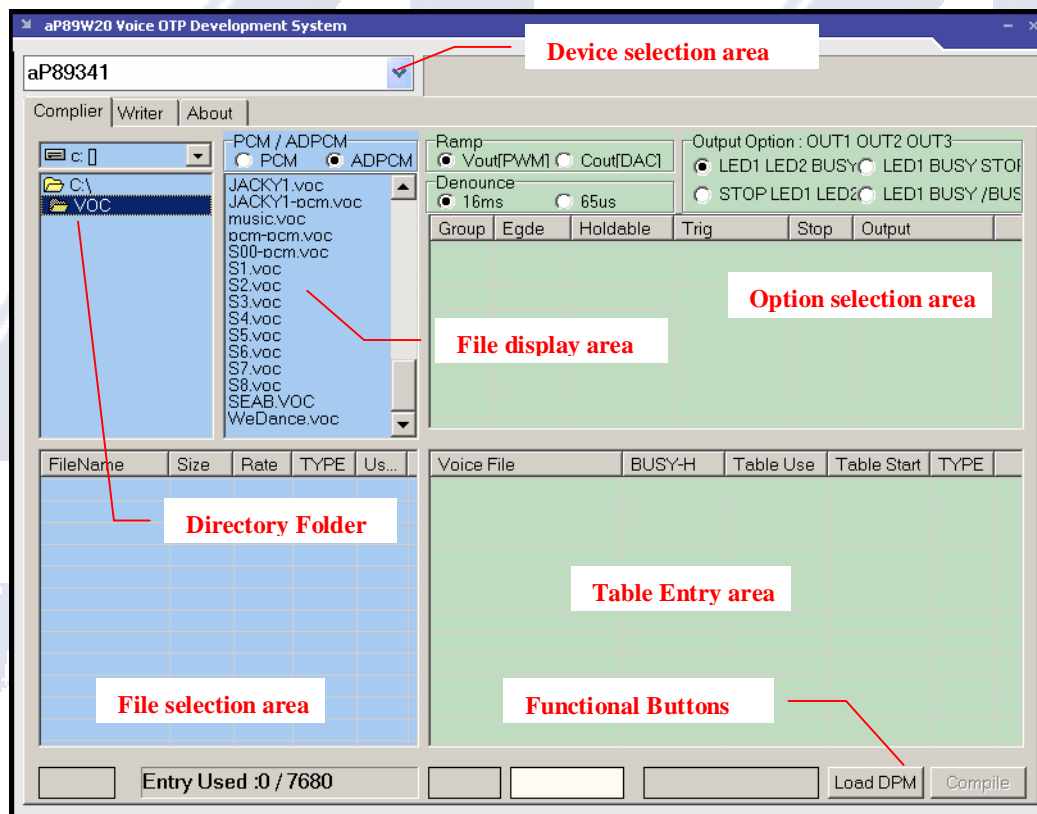 aP89W20 Voice OTP Development System
Device selection area
aP89341
Complier Writer About
c: []
C:\
VOC
PCM / ADPCM
PCM ADPCM
JACKY1.voc
JACKY1-pcm.voc
music.voc
pcm-pcm.voc
S00-pcm.voc
S1.voc
S2.voc
S3.voc
S4.voc
S5.voc
S6.voc
S7.voc
S8.voc
SEAB.VOC
WeDance.voc
Ramp
Vout[PWM] Cout[DAC]
Denounce
16ms 65us
Output Option : OUT1 OUT2 OUT3
LED1 LED2 BUSY LED1 BUSY STOP
STOP LED1 LED2 LED1 BUSY /BUS
Group Egde Holdable Trig Stop Output
Option selection area
File display area
FileName Size Rate TYPE Us...
Directory Folder
File selection area
Voice File BUSY-H Table Use Table Start TYPE
Table Entry area
Functional Buttons
Entry Used :0 / 7680
Load DPM Compile